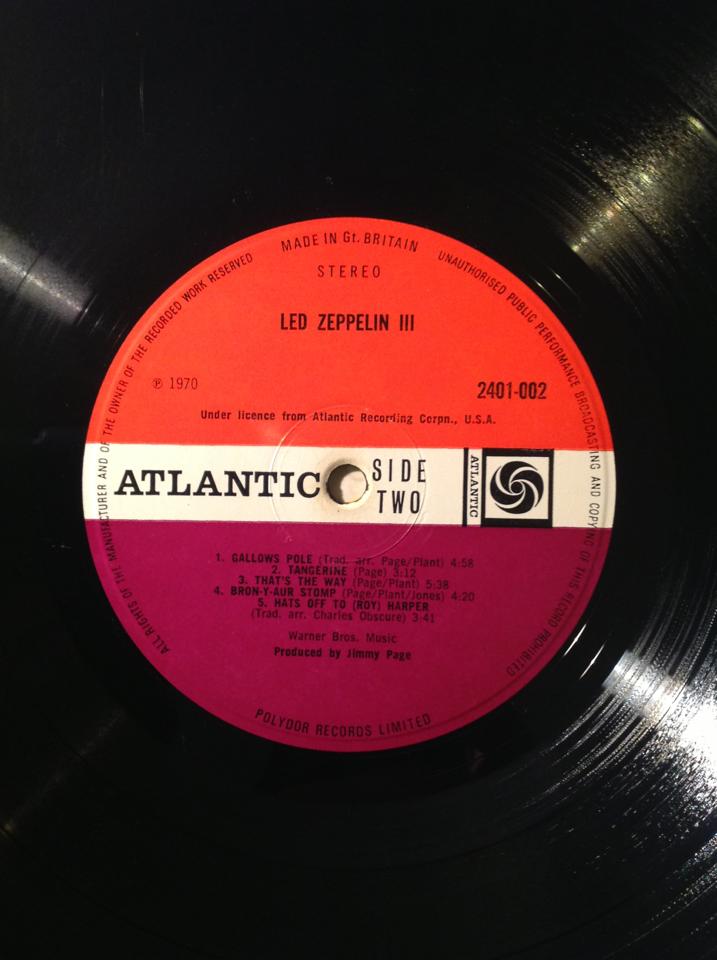 MADE IN Gt. BRITAIN
STEREO
LED ZEPPELIN III
℗ 1970
2401-002
Under licence from Atlantic Recording Corpn., U.S.A.
ATLANTIC
SIDE
TWO
ATLANTIC
1. GALLOWS POLE (Trad. arr. Page/Plant) 4:58
2. TANGERINE (Page) 3:12
3. THAT'S THE WAY (Page/Plant) 5:38
4. BRON-Y-AUR STOMP (Page/Plant/Jones) 4:20
5. HATS OFF TO (ROY) HARPER
(Trad. arr. Charles Obscure) 3:41
Warner Bros. Music
Produced by Jimmy Page
POLYDOR RECORDS LIMITED
ALL RIGHTS OF THE MANUFACTURER AND OF THE OWNER OF THE RECORDED WORK RESERVED
UNAUTHORISED PUBLIC PERFORMANCE BROADCASTING AND COPYING OF THIS RECORD PROHIBITED